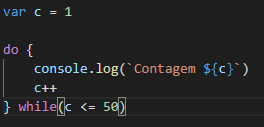 var c = 1
do {
console.log(`Contagem ${c}`)
c++
} while(c <= 50)